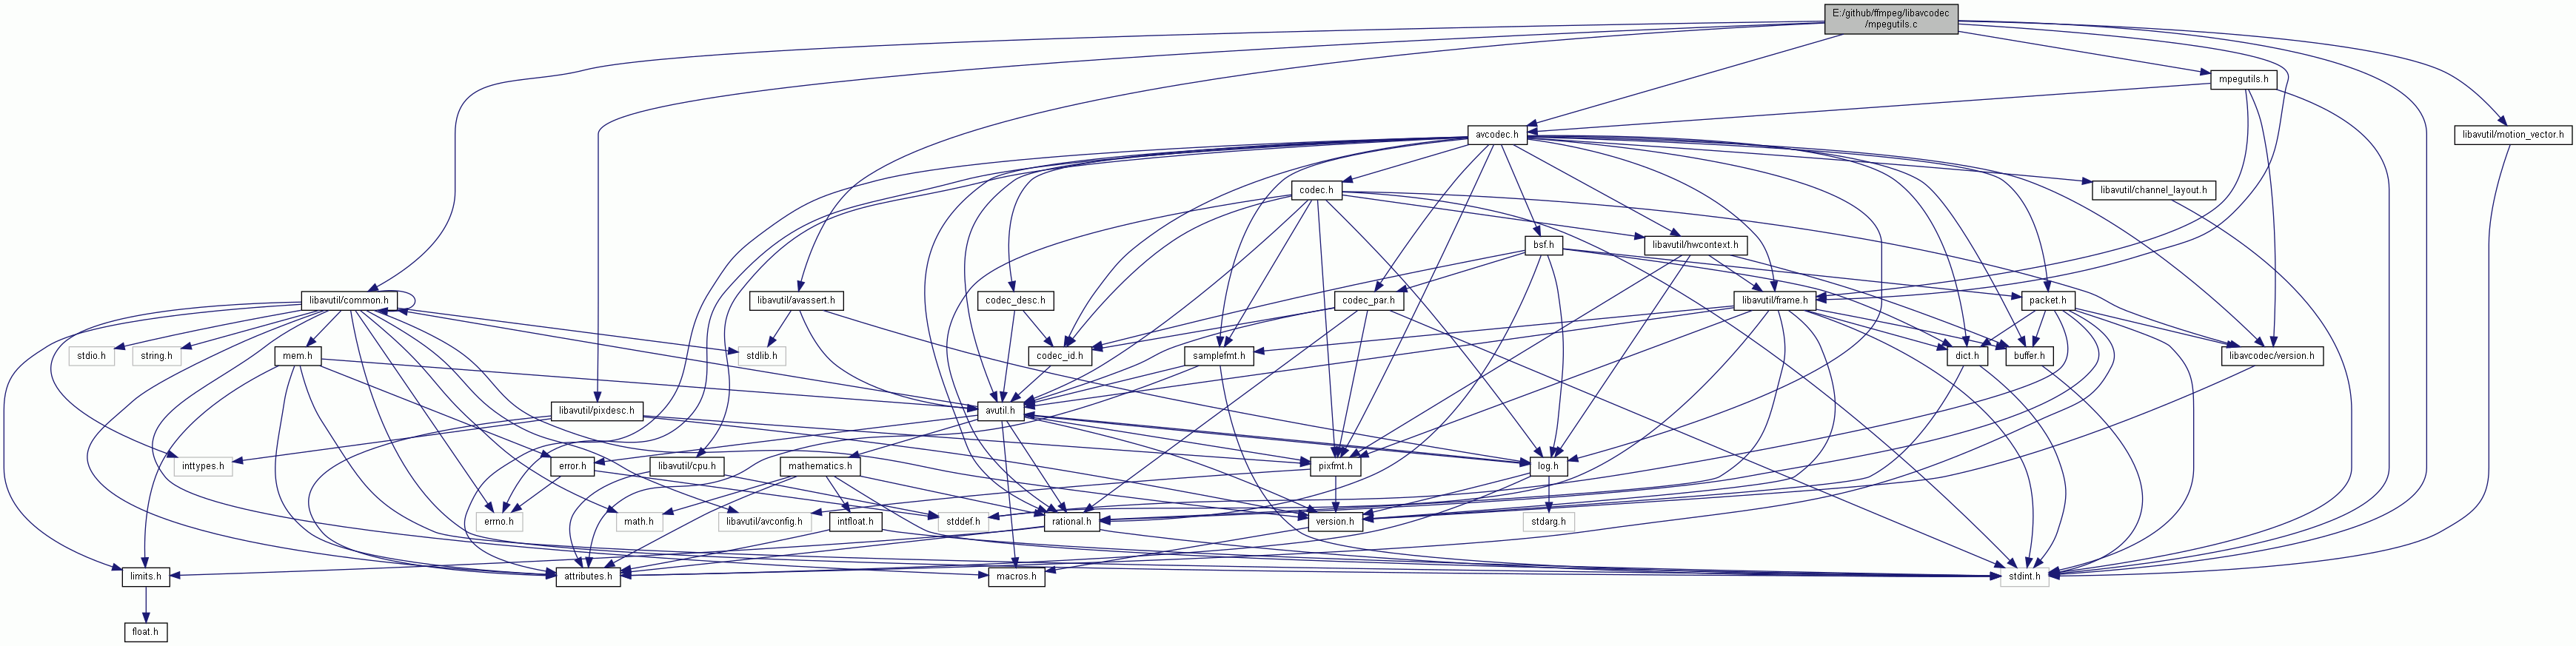 E:/github/ffmpeg/libavcodec
/mpegutils.c
mpegutils.h
avcodec.h
libavutil/motion_vector.h
codec.h
libavutil/channel_layout.h
bsf.h
libavutil/hwcontext.h
libavutil/common.h
libavutil/avassert.h
codec_desc.h
codec_par.h
libavutil/frame.h
packet.h
stdio.h
string.h
mem.h
stdlib.h
codec_id.h
samplefmt.h
dict.h
buffer.h
libavcodec/version.h
libavutil/pixdesc.h
avutil.h
inttypes.h
error.h
libavutil/cpu.h
mathematics.h
pixfmt.h
log.h
errno.h
math.h
libavutil/avconfig.h
intfloat.h
stddef.h
rational.h
version.h
stdarg.h
limits.h
attributes.h
macros.h
stdint.h
float.h